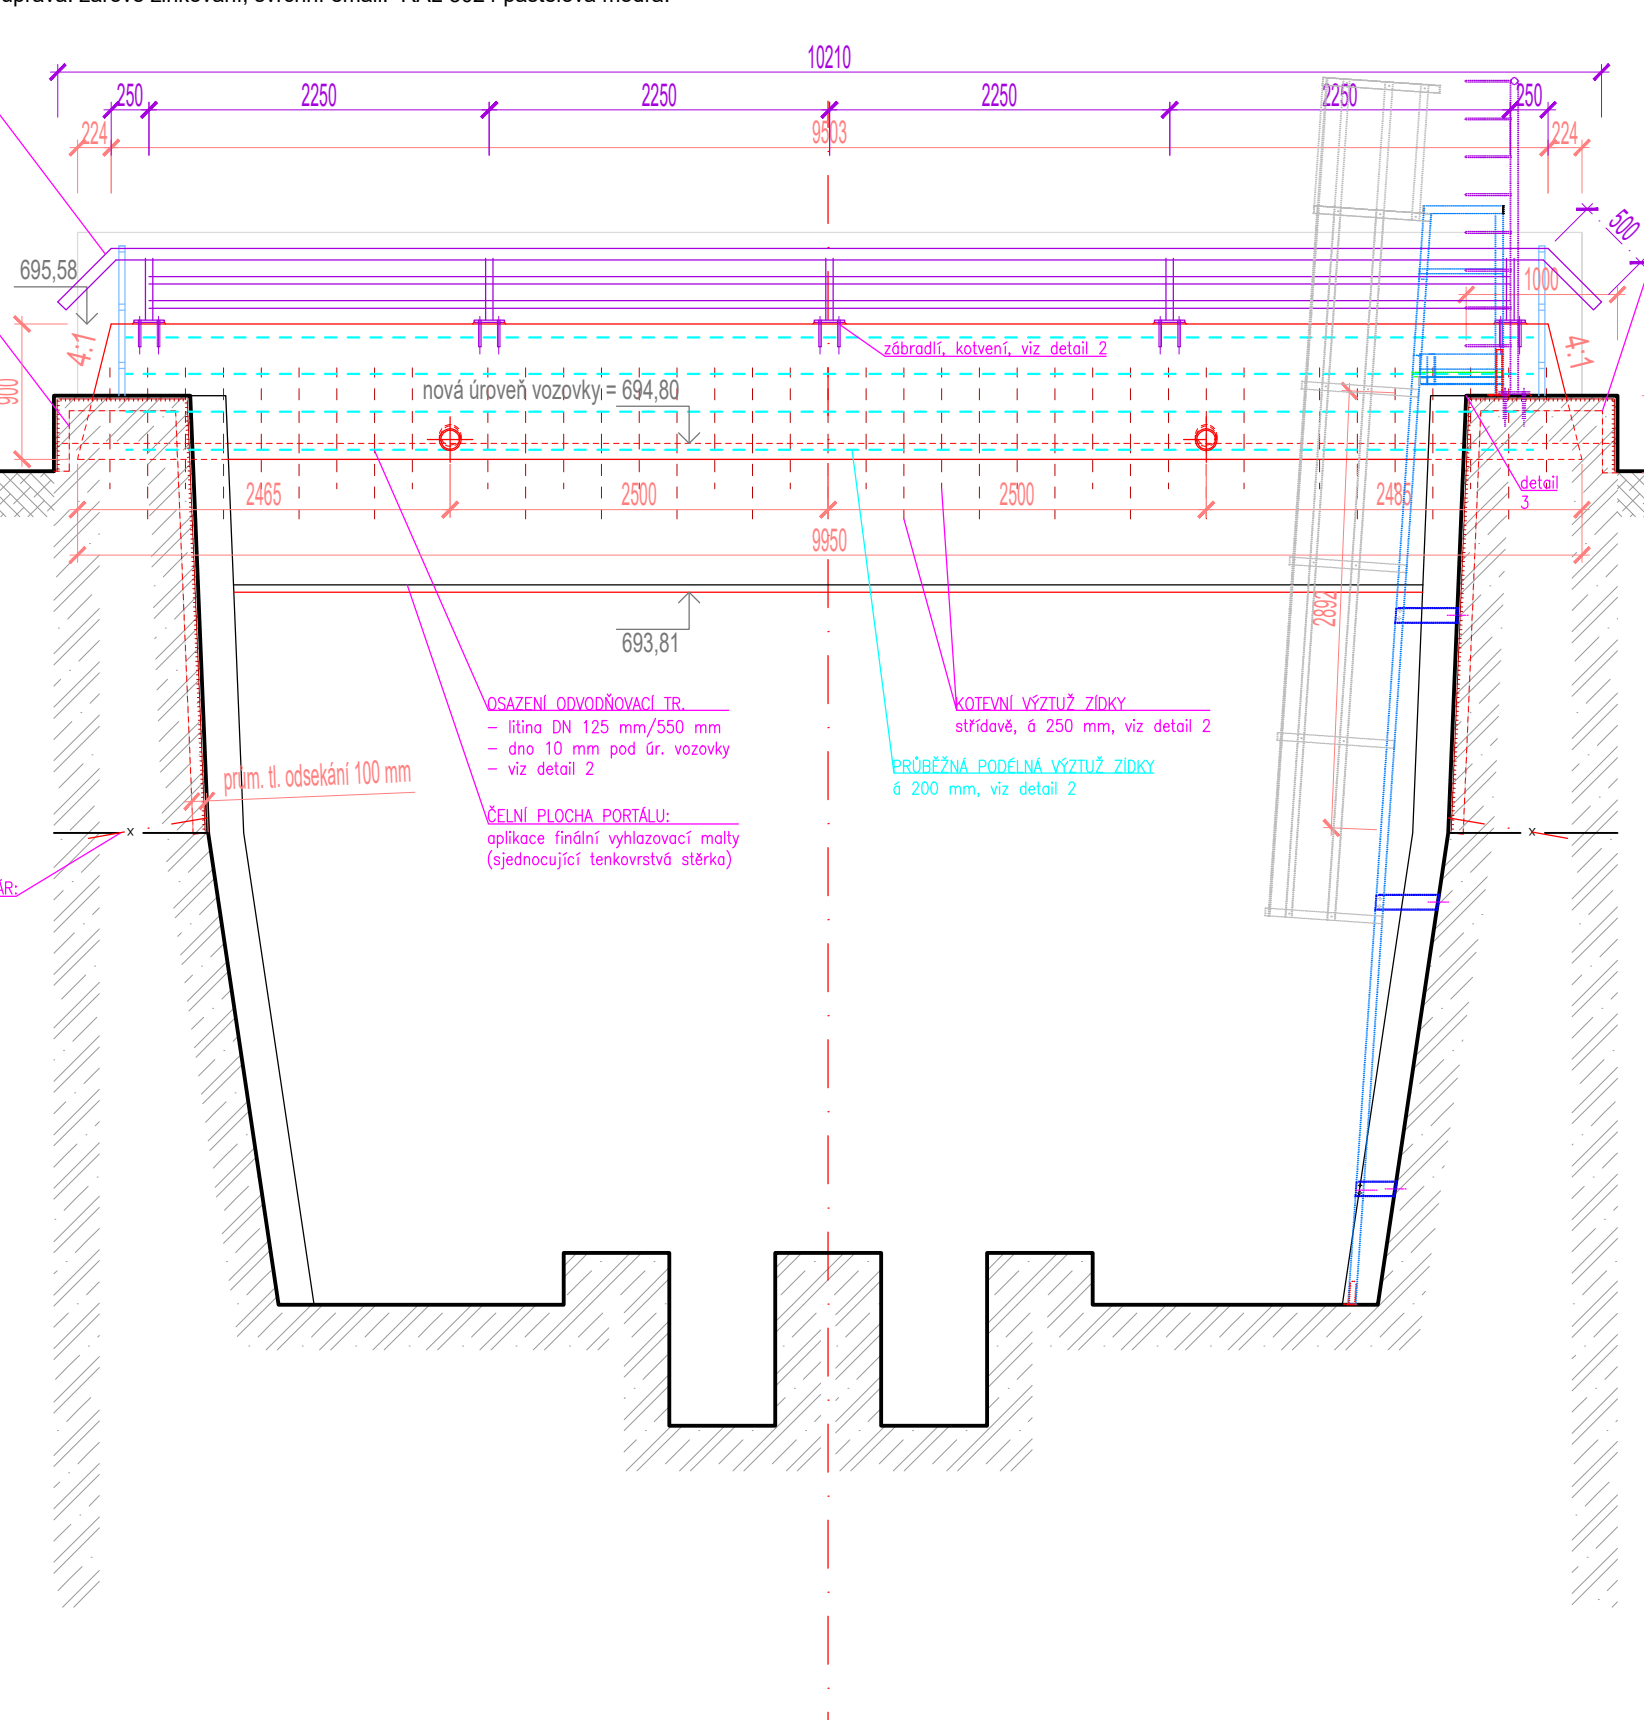 10210
250 2250 2250 2250 2250 250
224 9503 224
500
695,58
1000
4:1 4:1
zábradlí, kotvení, viz detail 2
900
nová úroveň vozovky = 694,80
2465 2500 2500 2485
detail
3
9950
2892
693,81
OSAZENÍ ODVODŇOVACÍ TR.
– litina DN 125 mm/550 mm
– dno 10 mm pod úr. vozovky
– viz detail 2
KOTEVNÍ VÝZTUŽ ZÍDKY
střídavě, á 250 mm, viz detail 2
PRŮBĚŽNÁ PODÉLNÁ VÝZTUŽ ZÍDKY
á 200 mm, viz detail 2
prům. tl. odsekání 100 mm
ČELNÍ PLOCHA PORTÁLU:
aplikace finální vyhlazovací malty
(sjednocující tenkovrstvá stěrka)
x x
ÁR: